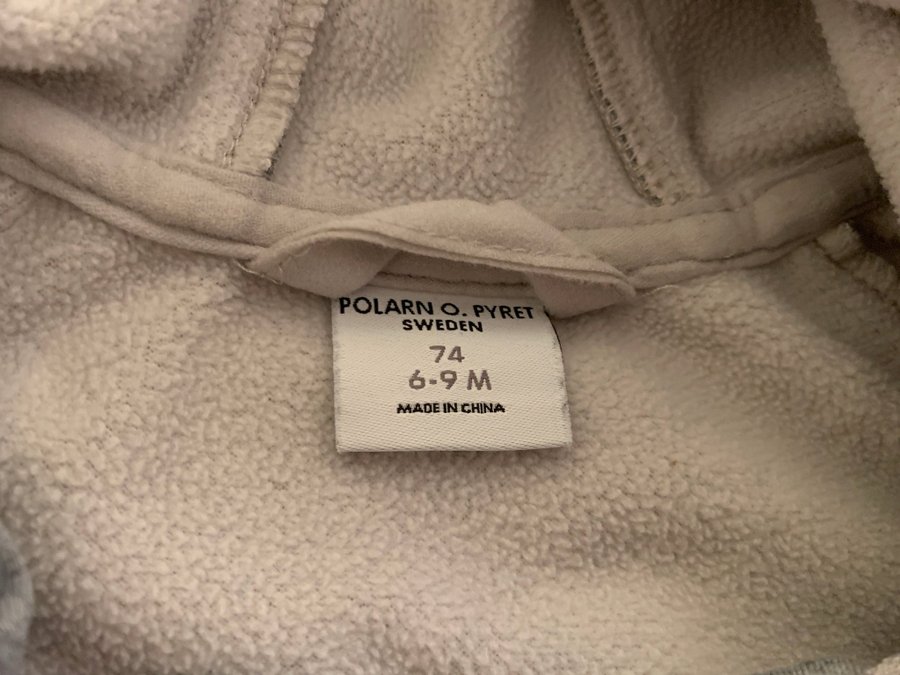 POLARN O. PYRET
SWEDEN
74
6-9 M
MADE IN CHINA